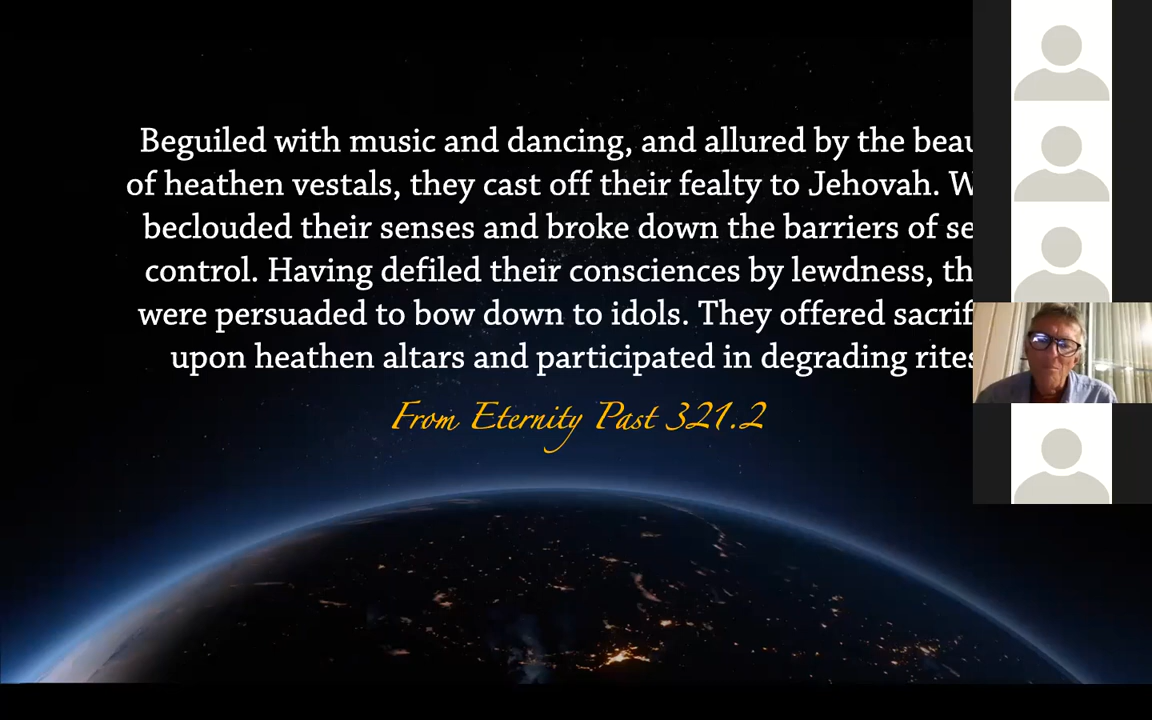 Beguiled with music and dancing, and allured by the beau
of heathen vestals, they cast off their fealty to Jehovah. W
beclouded their senses and broke down the barriers of se
control. Having defiled their consciences by lewdness, th
were persuaded to bow down to idols. They offered sacrif
upon heathen altars and participated in degrading rites
From Eternity Past 321.2